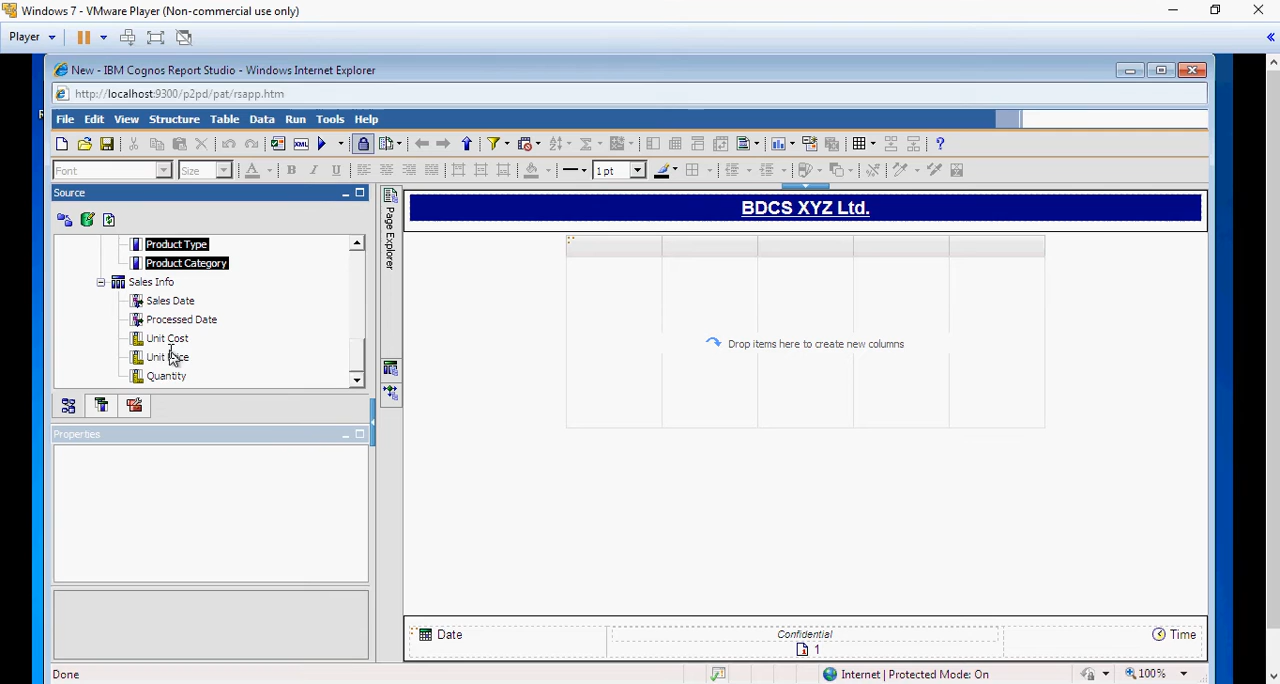 Windows 7 - VMware Player (Non-commercial use only)
Player
New - IBM Cognos Report Studio - Windows Internet Explorer
http://localhost:9300/p2pd/pat/rsapp.htm
File Edit View Structure Table Data Run Tools Help
Font Size A B I U 1 pt
Source
Product Type
Product Category
Sales Info
Sales Date
Processed Date
Unit Cost
Unit Price
Quantity
Properties
Page Explorer
BDCS XYZ Ltd.
Drop items here to create new columns
Date Confidential Time
1
Done Internet | Protected Mode: On 100%